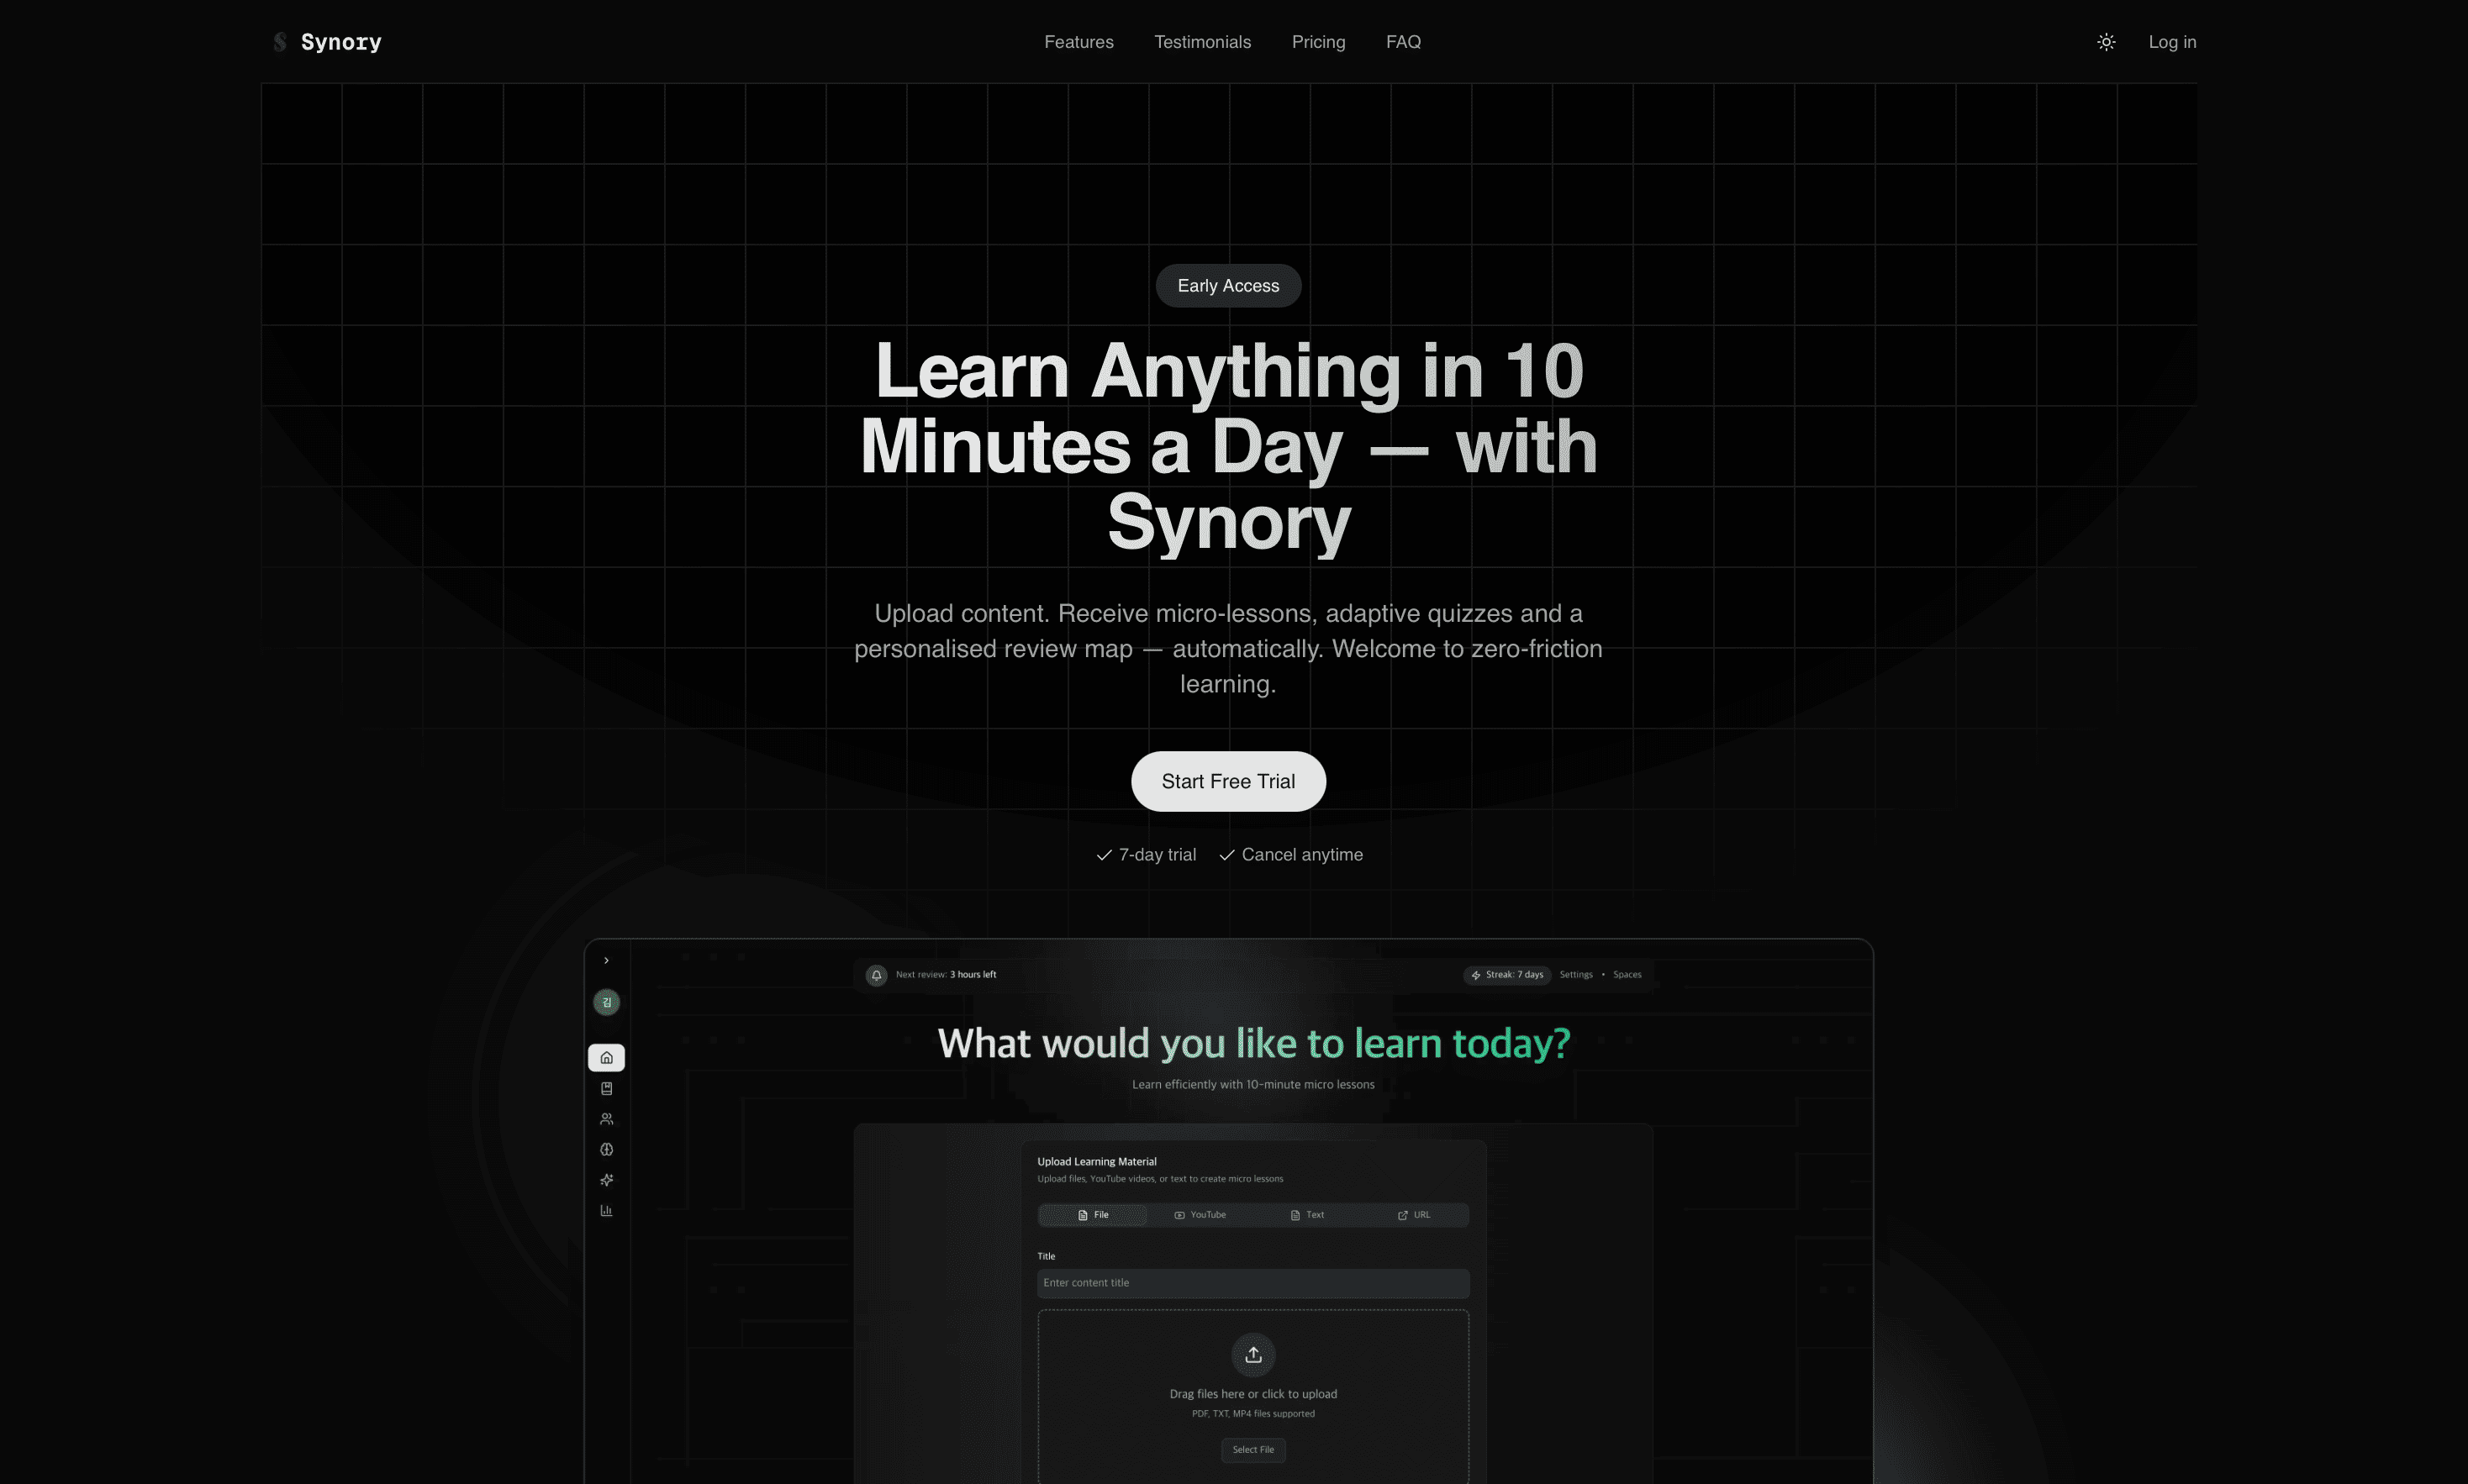 Synory
Features
Testimonials
Pricing
FAQ
Log in
Early Access
Learn Anything in 10
Minutes a Day — with
Synory
Upload content. Receive micro-lessons, adaptive quizzes and a
personalised review map — automatically. Welcome to zero-friction
learning.
Start Free Trial
7-day trial
Cancel anytime
Next review: 3 hours left
Streak: 7 days
Settings • Spaces
김
What would you like to learn today?
Learn efficiently with 10-minute micro lessons
Upload Learning Material
Upload files, YouTube videos, or text to create micro lessons
File
YouTube
Text
URL
Title
Enter content title
Drag files here or click to upload
PDF, TXT, MP4 files supported
Select File